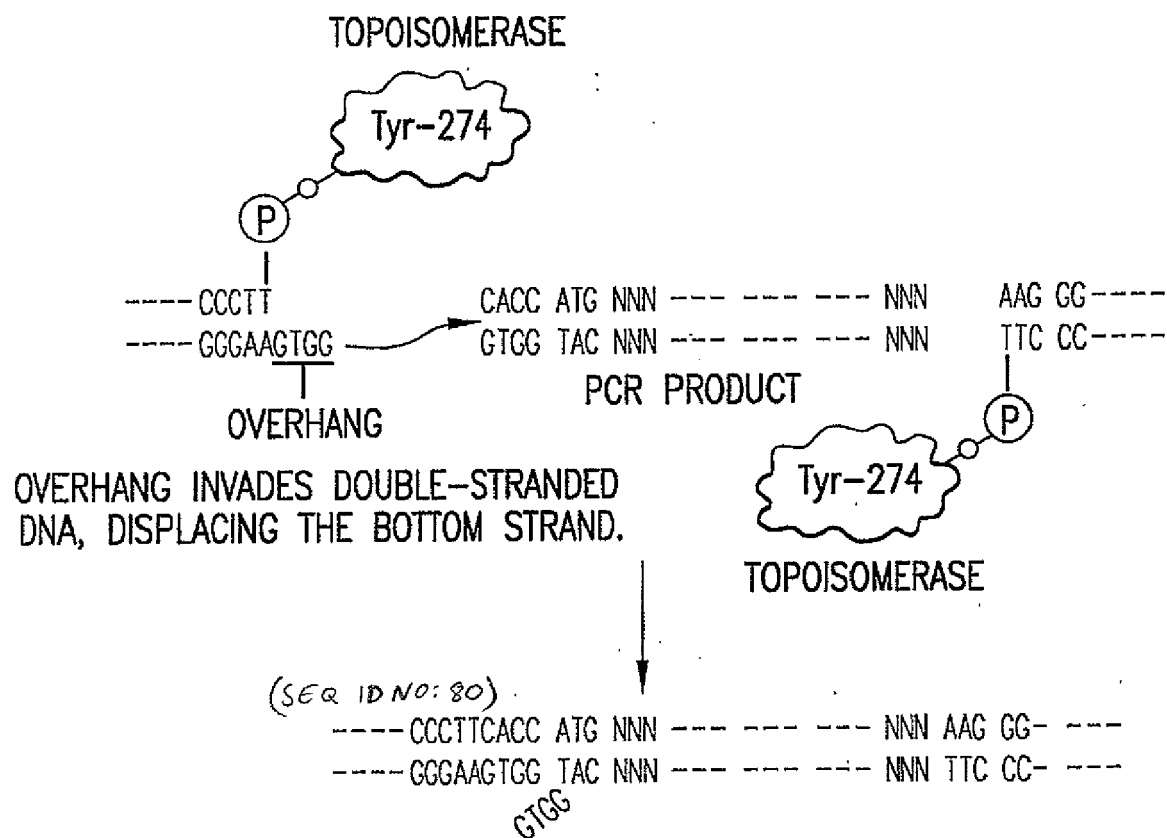 TOPOISOMERASE
Tyr-274
P
----CCCTT
----GGGAAGTGG
OVERHANG
CACC ATG NNN--- --- --- ---NNN AAG GG----
GTGG TAC NNN--- --- --- ---NNN TTC CC----
PCR PRODUCT
P
Tyr-274
TOPOISOMERASE
OVERHANG INVADES DOUBLE-STRANDED
DNA, DISPLACING THE BOTTOM STRAND.
(SEQ ID NO: 80)
----CCCTTCACC ATG NNN--- --- --- ---NNN AAG GG- ---
----GGGAAGTGG TAC NNN--- --- --- ---NNN TTC CC- ---
GTGG